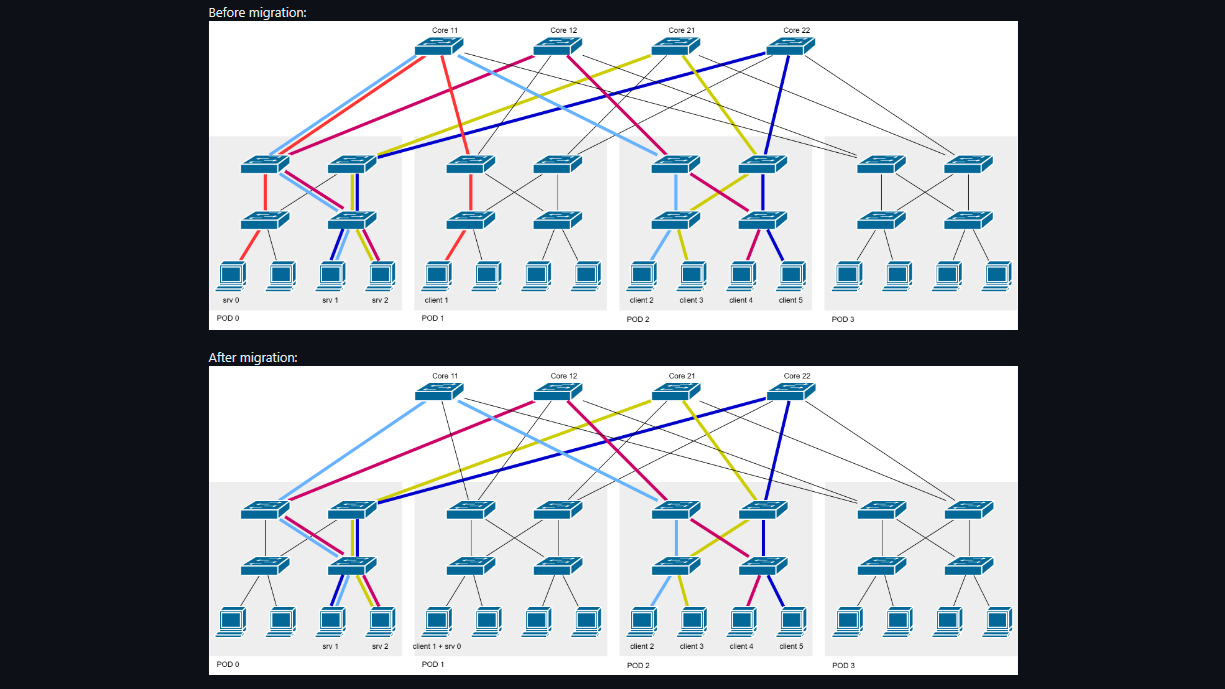 Before migration:
Core 11 Core 12 Core 21 Core 22
srv 0 srv 1 srv 2 client 1 client 2 client 3 client 4 client 5
POD 0 POD 1 POD 2 POD 3
After migration:
Core 11 Core 12 Core 21 Core 22
srv 1 srv 2 client 1 + srv 0 client 2 client 3 client 4 client 5
POD 0 POD 1 POD 2 POD 3